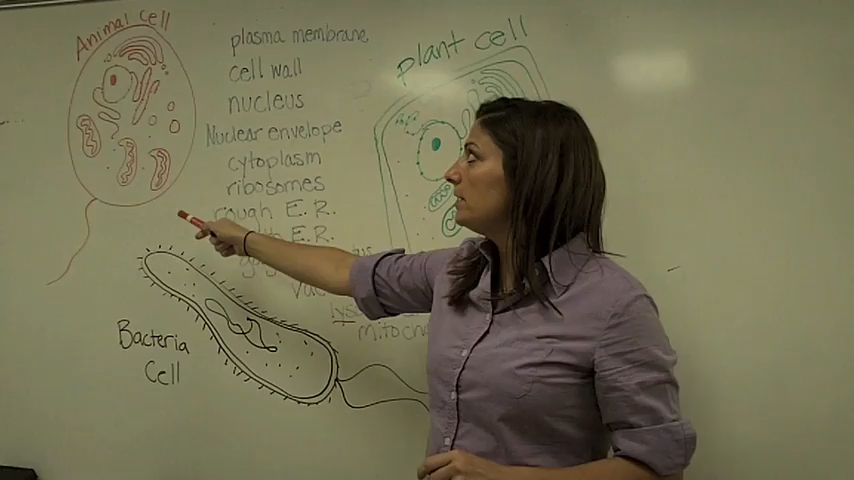 Animal Cell
plasma membrane
cell wall
nucleus
Nuclear envelope
cytoplasm
ribosomes
rough E.R.
E.R.
plant cell
Bacteria
Cell